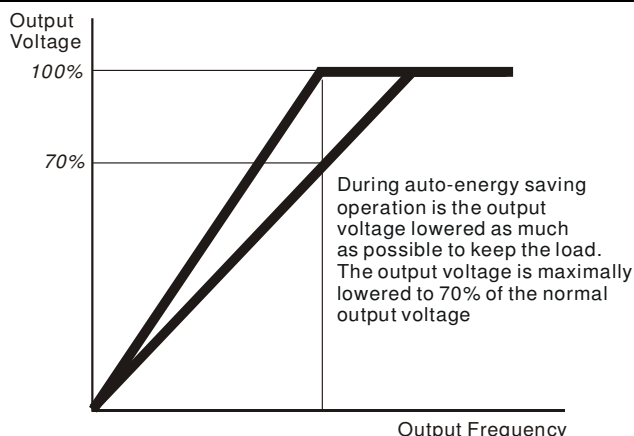 Output
Voltage
100%
70%
During auto-energy saving
operation is the output
voltage lowered as much
as possible to keep the load.
The output voltage is maximally
lowered to 70% of the normal
output voltage
Output Frequency